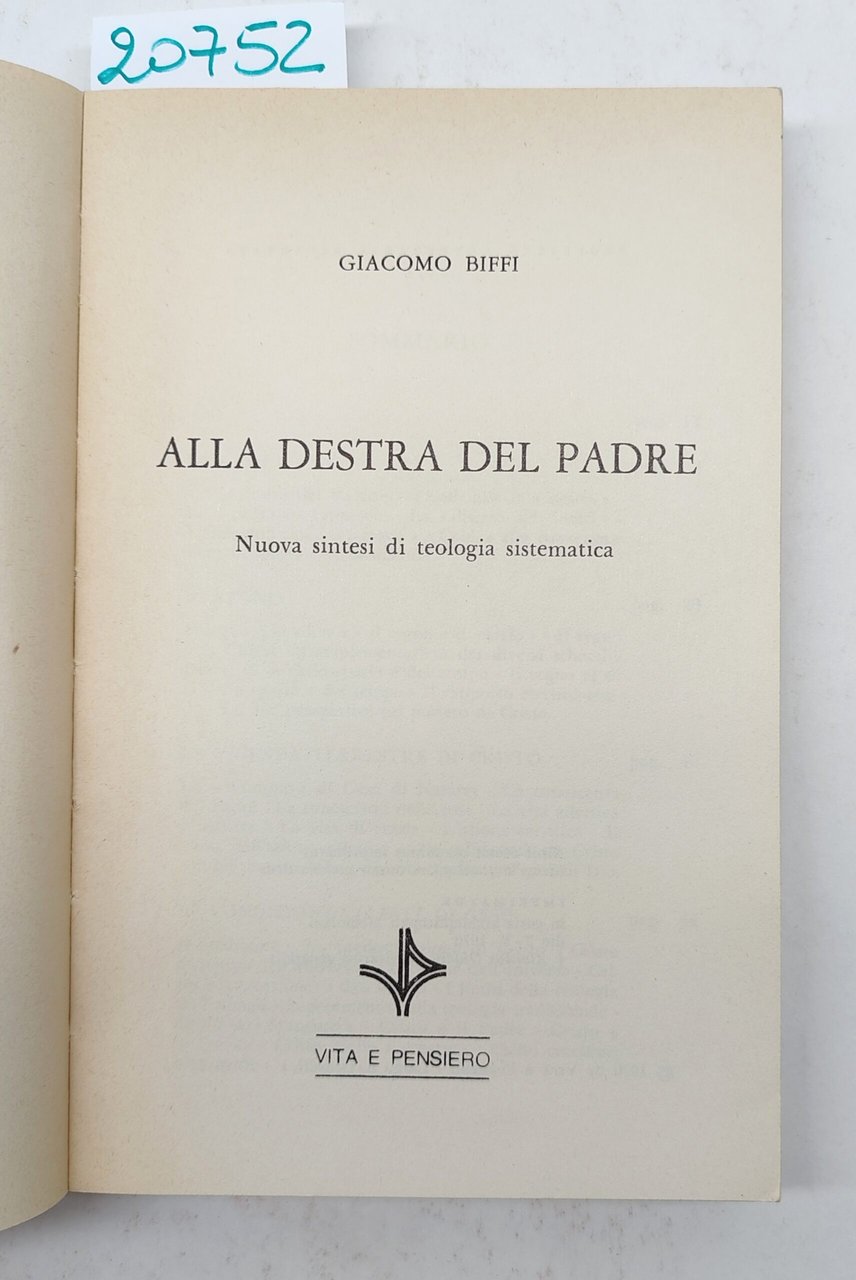 20752
GIACOMO BIFFI
ALLA DESTRA DEL PADRE
Nuova sintesi di teologia sistematica
VITA E PENSIERO